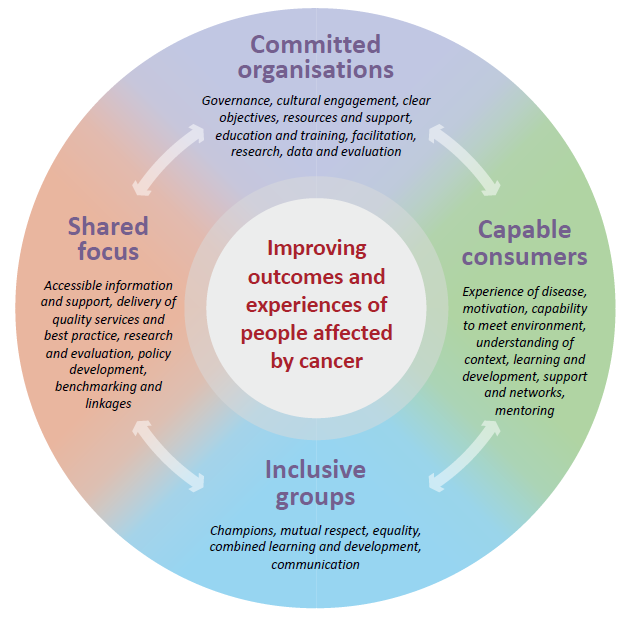 Committed
organisations
Governance, cultural engagement, clear
objectives, resources and support,
education and training, facilitation,
research, data and evaluation
Shared
focus
Accessible information
and support, delivery of
quality services and
best practice, research
and evaluation, policy
development,
benchmarking and
linkages
Improving
outcomes and
experiences of
people affected
by cancer
Capable
consumers
Experience of disease,
motivation, capability
to meet environment,
understanding of
context, learning and
development, support
and networks,
mentoring
Inclusive
groups
Champions, mutual respect, equality,
combined learning and development,
communication